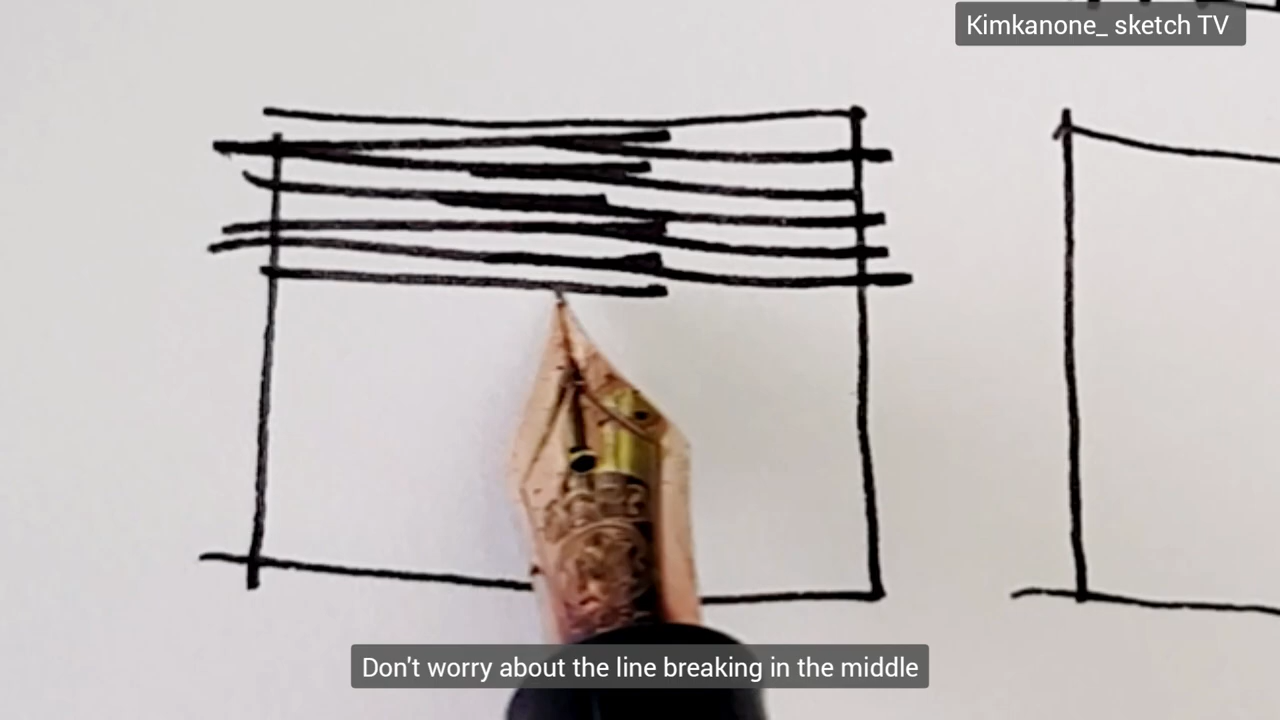 Kimkanone_ sketch TV
Don't worry about the line breaking in the middle